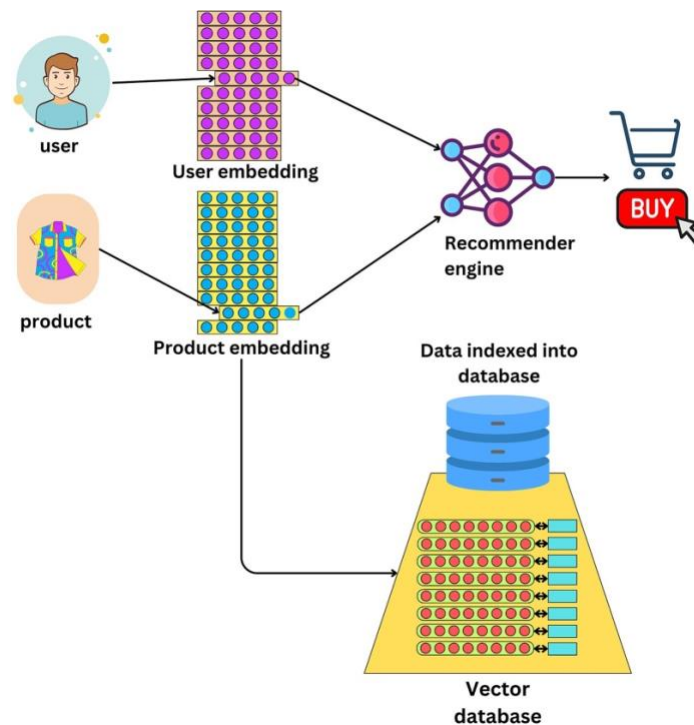 user
User embedding
product
Product embedding
Recommender
engine
BUY
Data indexed into
database
Vector
database